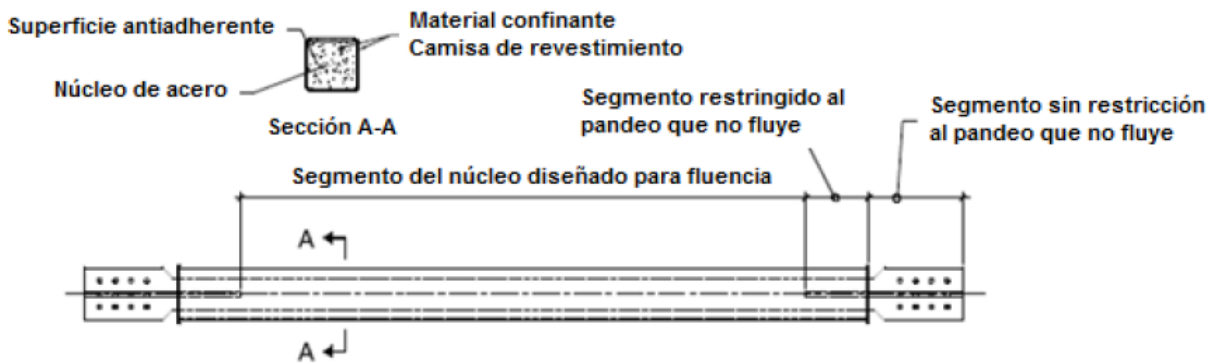 Superficie antiadherente
Material confinante
Camisa de revestimiento
Núcleo de acero
Sección A-A
Segmento restringido al
pandeo que no fluye
Segmento sin restricción
al pandeo que no fluye
Segmento del núcleo diseñado para fluencia
A
A